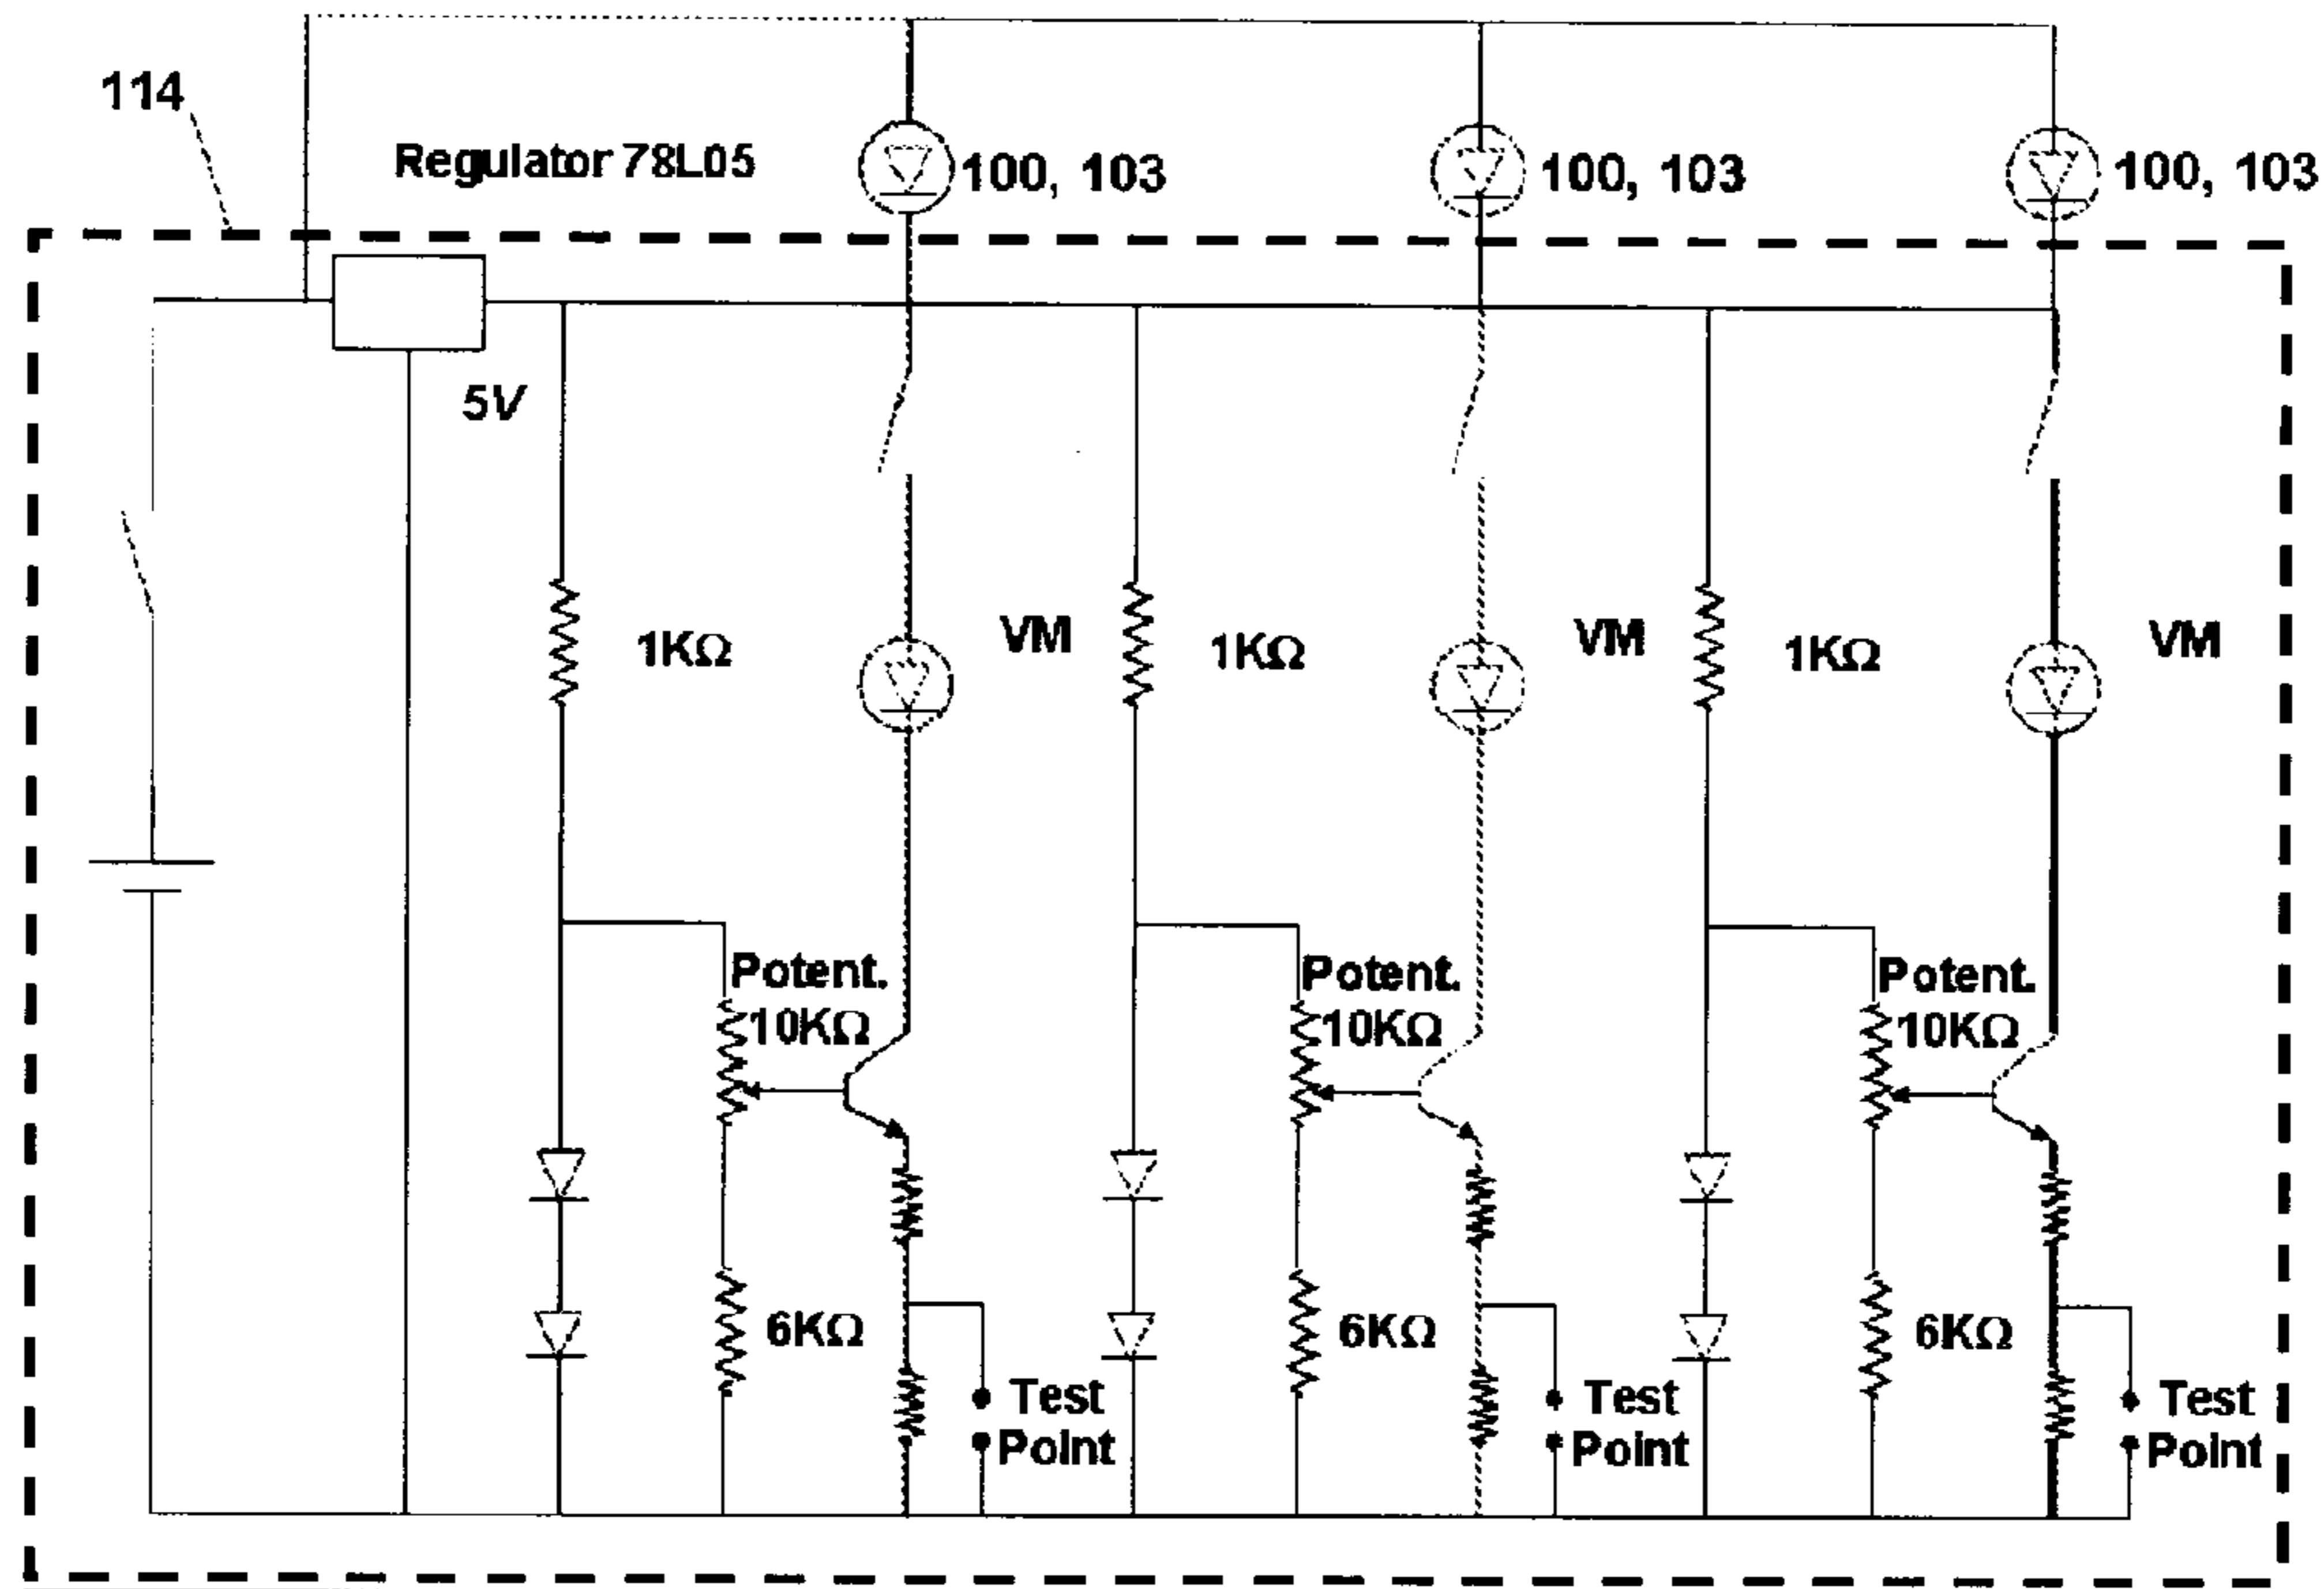 114
Regulator 78L05
100, 103
100, 103
100, 103
5V
1KΩ
VM
1KΩ
VM
1KΩ
VM
Potent.
10KΩ
Potent.
10KΩ
Potent.
10KΩ
6KΩ
6KΩ
6KΩ
Test
Point
Test
Point
Test
Point